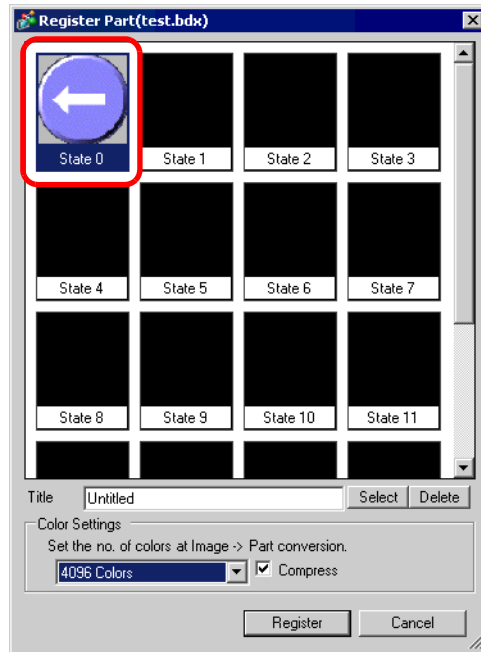 Register Part(test.bdx)
State 0
State 1
State 2
State 3
State 4
State 5
State 6
State 7
State 8
State 9
State 10
State 11
Title
Untitled
Select
Delete
Color Settings
Set the no. of colors at Image -> Part conversion.
4096 Colors
Compress
Register
Cancel